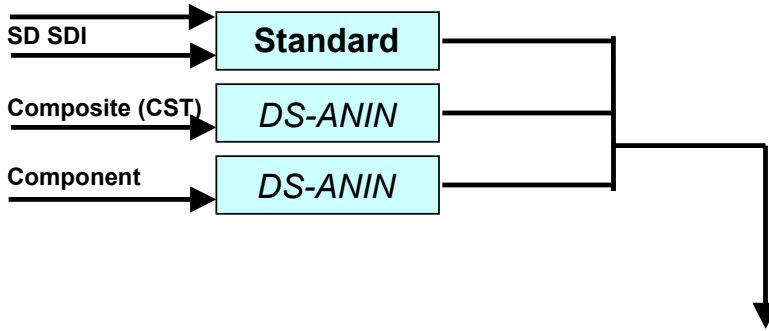 SD SDI
Standard
Composite (CST)
DS-ANIN
Component
DS-ANIN